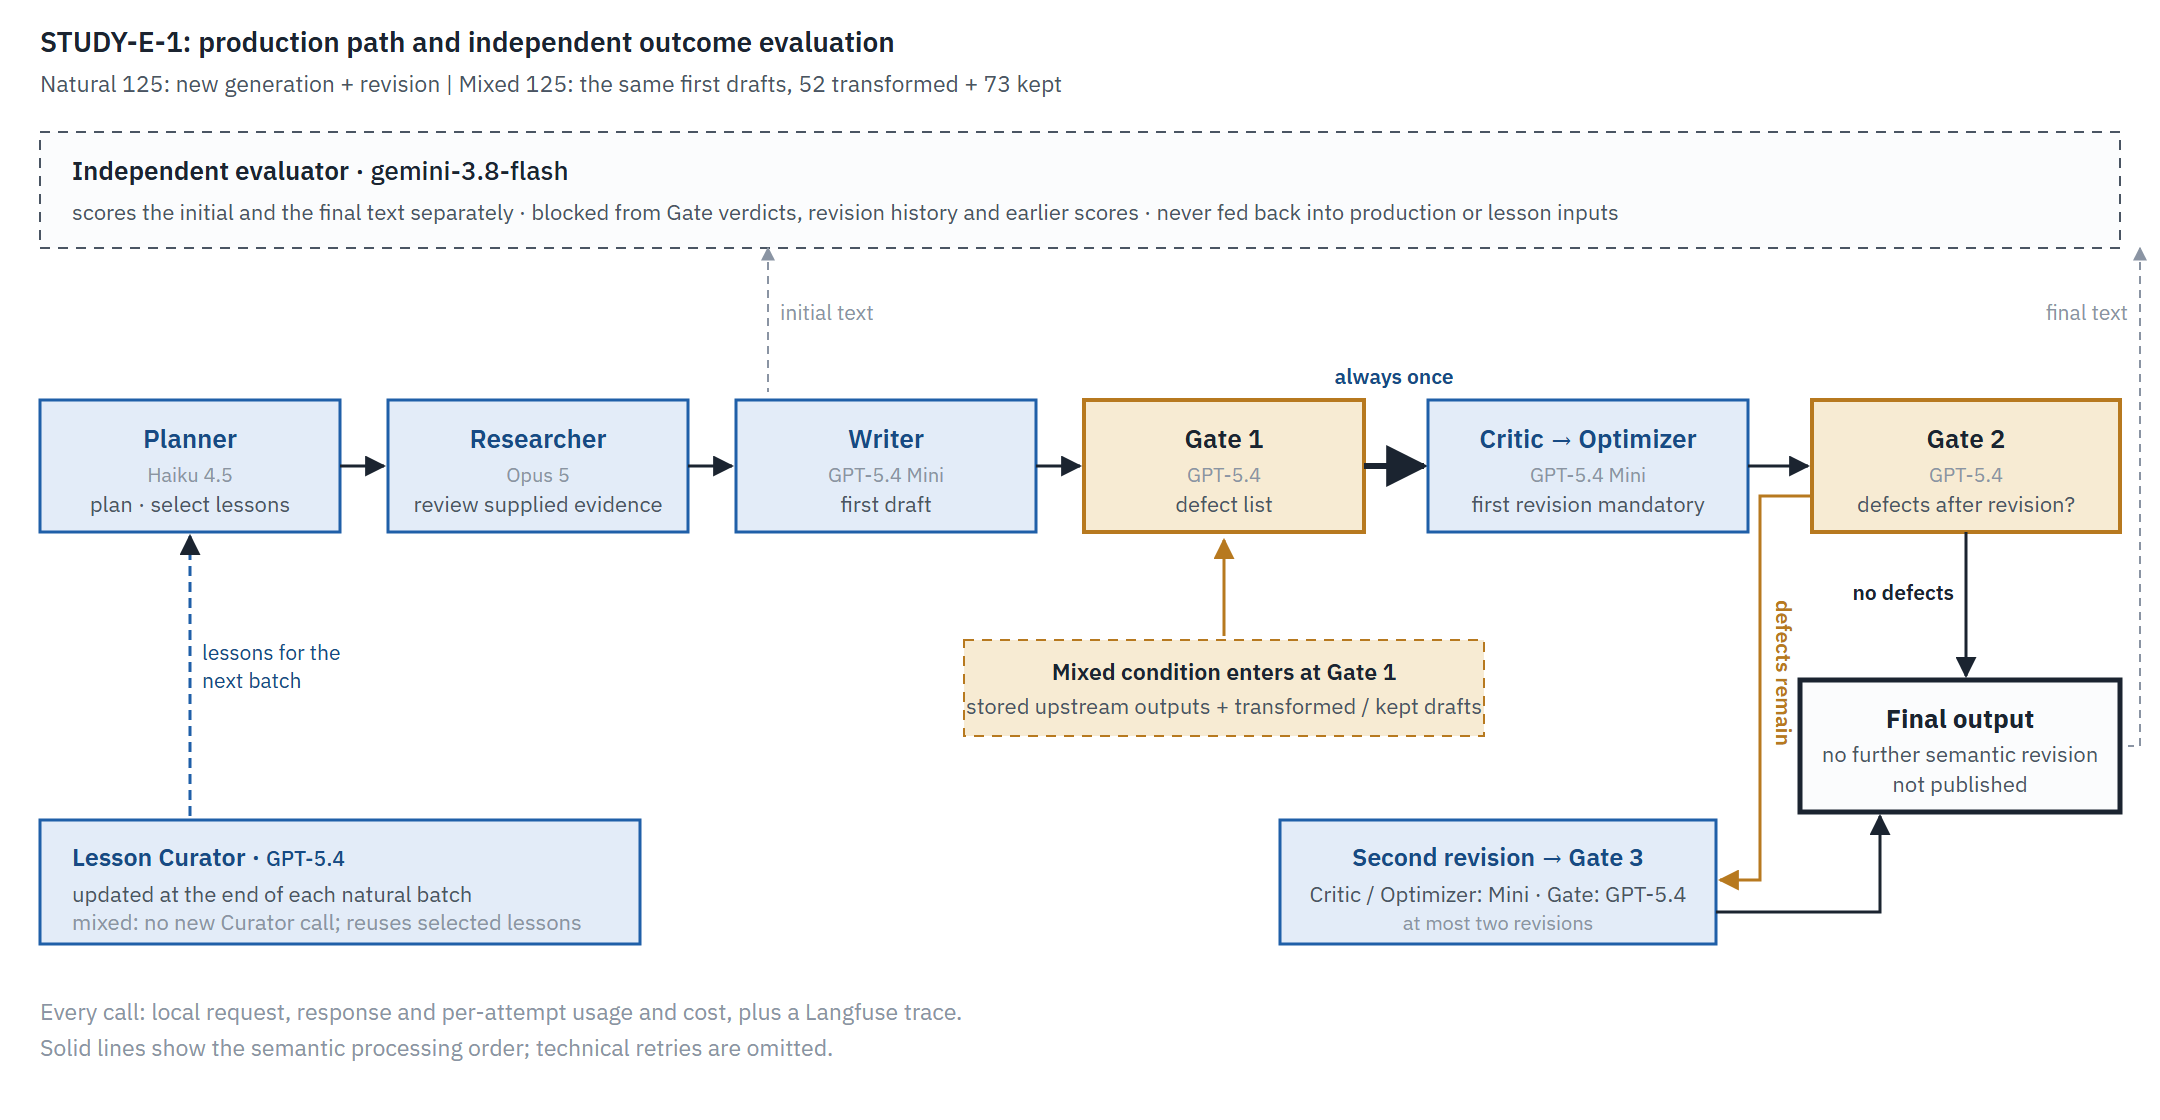 STUDY-E-1: production path and independent outcome evaluation
Natural 125: new generation + revision | Mixed 125: the same first drafts, 52 transformed + 73 kept
Independent evaluator · gemini-3.8-flash
scores the initial and the final text separately · blocked from Gate verdicts, revision history and earlier scores · never fed back into production or lesson inputs
initial text
final text
always once
Planner
Haiku 4.5
plan · select lessons
Researcher
Opus 5
review supplied evidence
Writer
GPT-5.4 Mini
first draft
Gate 1
GPT-5.4
defect list
Critic → Optimizer
GPT-5.4 Mini
first revision mandatory
Gate 2
GPT-5.4
defects after revision?
no defects
defects remain
lessons for the
next batch
Mixed condition enters at Gate 1
stored upstream outputs + transformed / kept drafts
Final output
no further semantic revision
not published
Lesson Curator · GPT-5.4
updated at the end of each natural batch
mixed: no new Curator call; reuses selected lessons
Second revision → Gate 3
Critic / Optimizer: Mini · Gate: GPT-5.4
at most two revisions
Every call: local request, response and per-attempt usage and cost, plus a Langfuse trace.
Solid lines show the semantic processing order; technical retries are omitted.